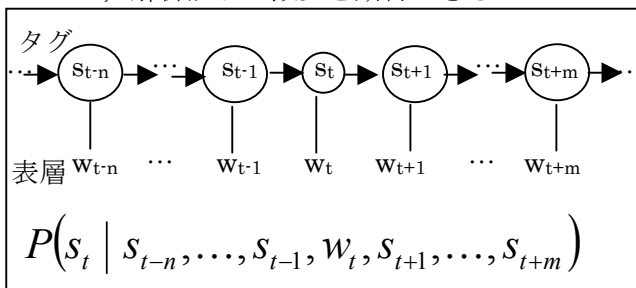 タグ
… s_{t-n} … s_{t-1} s_t s_{t+1} … s_{t+m} …
表層 w_{t-n} … w_{t-1} w_t w_{t+1} … w_{t+m}
P(s_t | s_{t-n},…,s_{t-1},w_t,s_{t+1},…,s_{t+m})